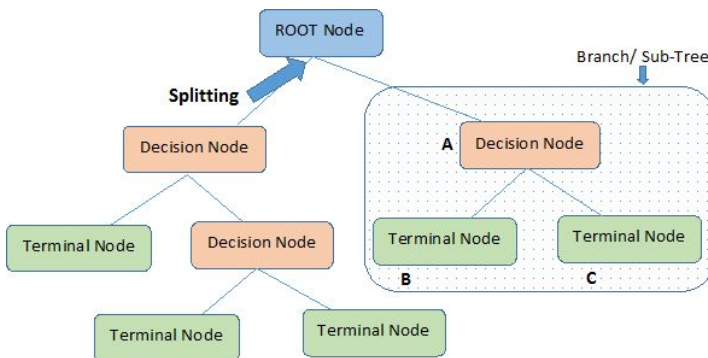 ROOT Node
Branch/ Sub-Tree
Splitting
Decision Node
A
Decision Node
Terminal Node
Decision Node
Terminal Node
Terminal Node
B
C
Terminal Node
Terminal Node